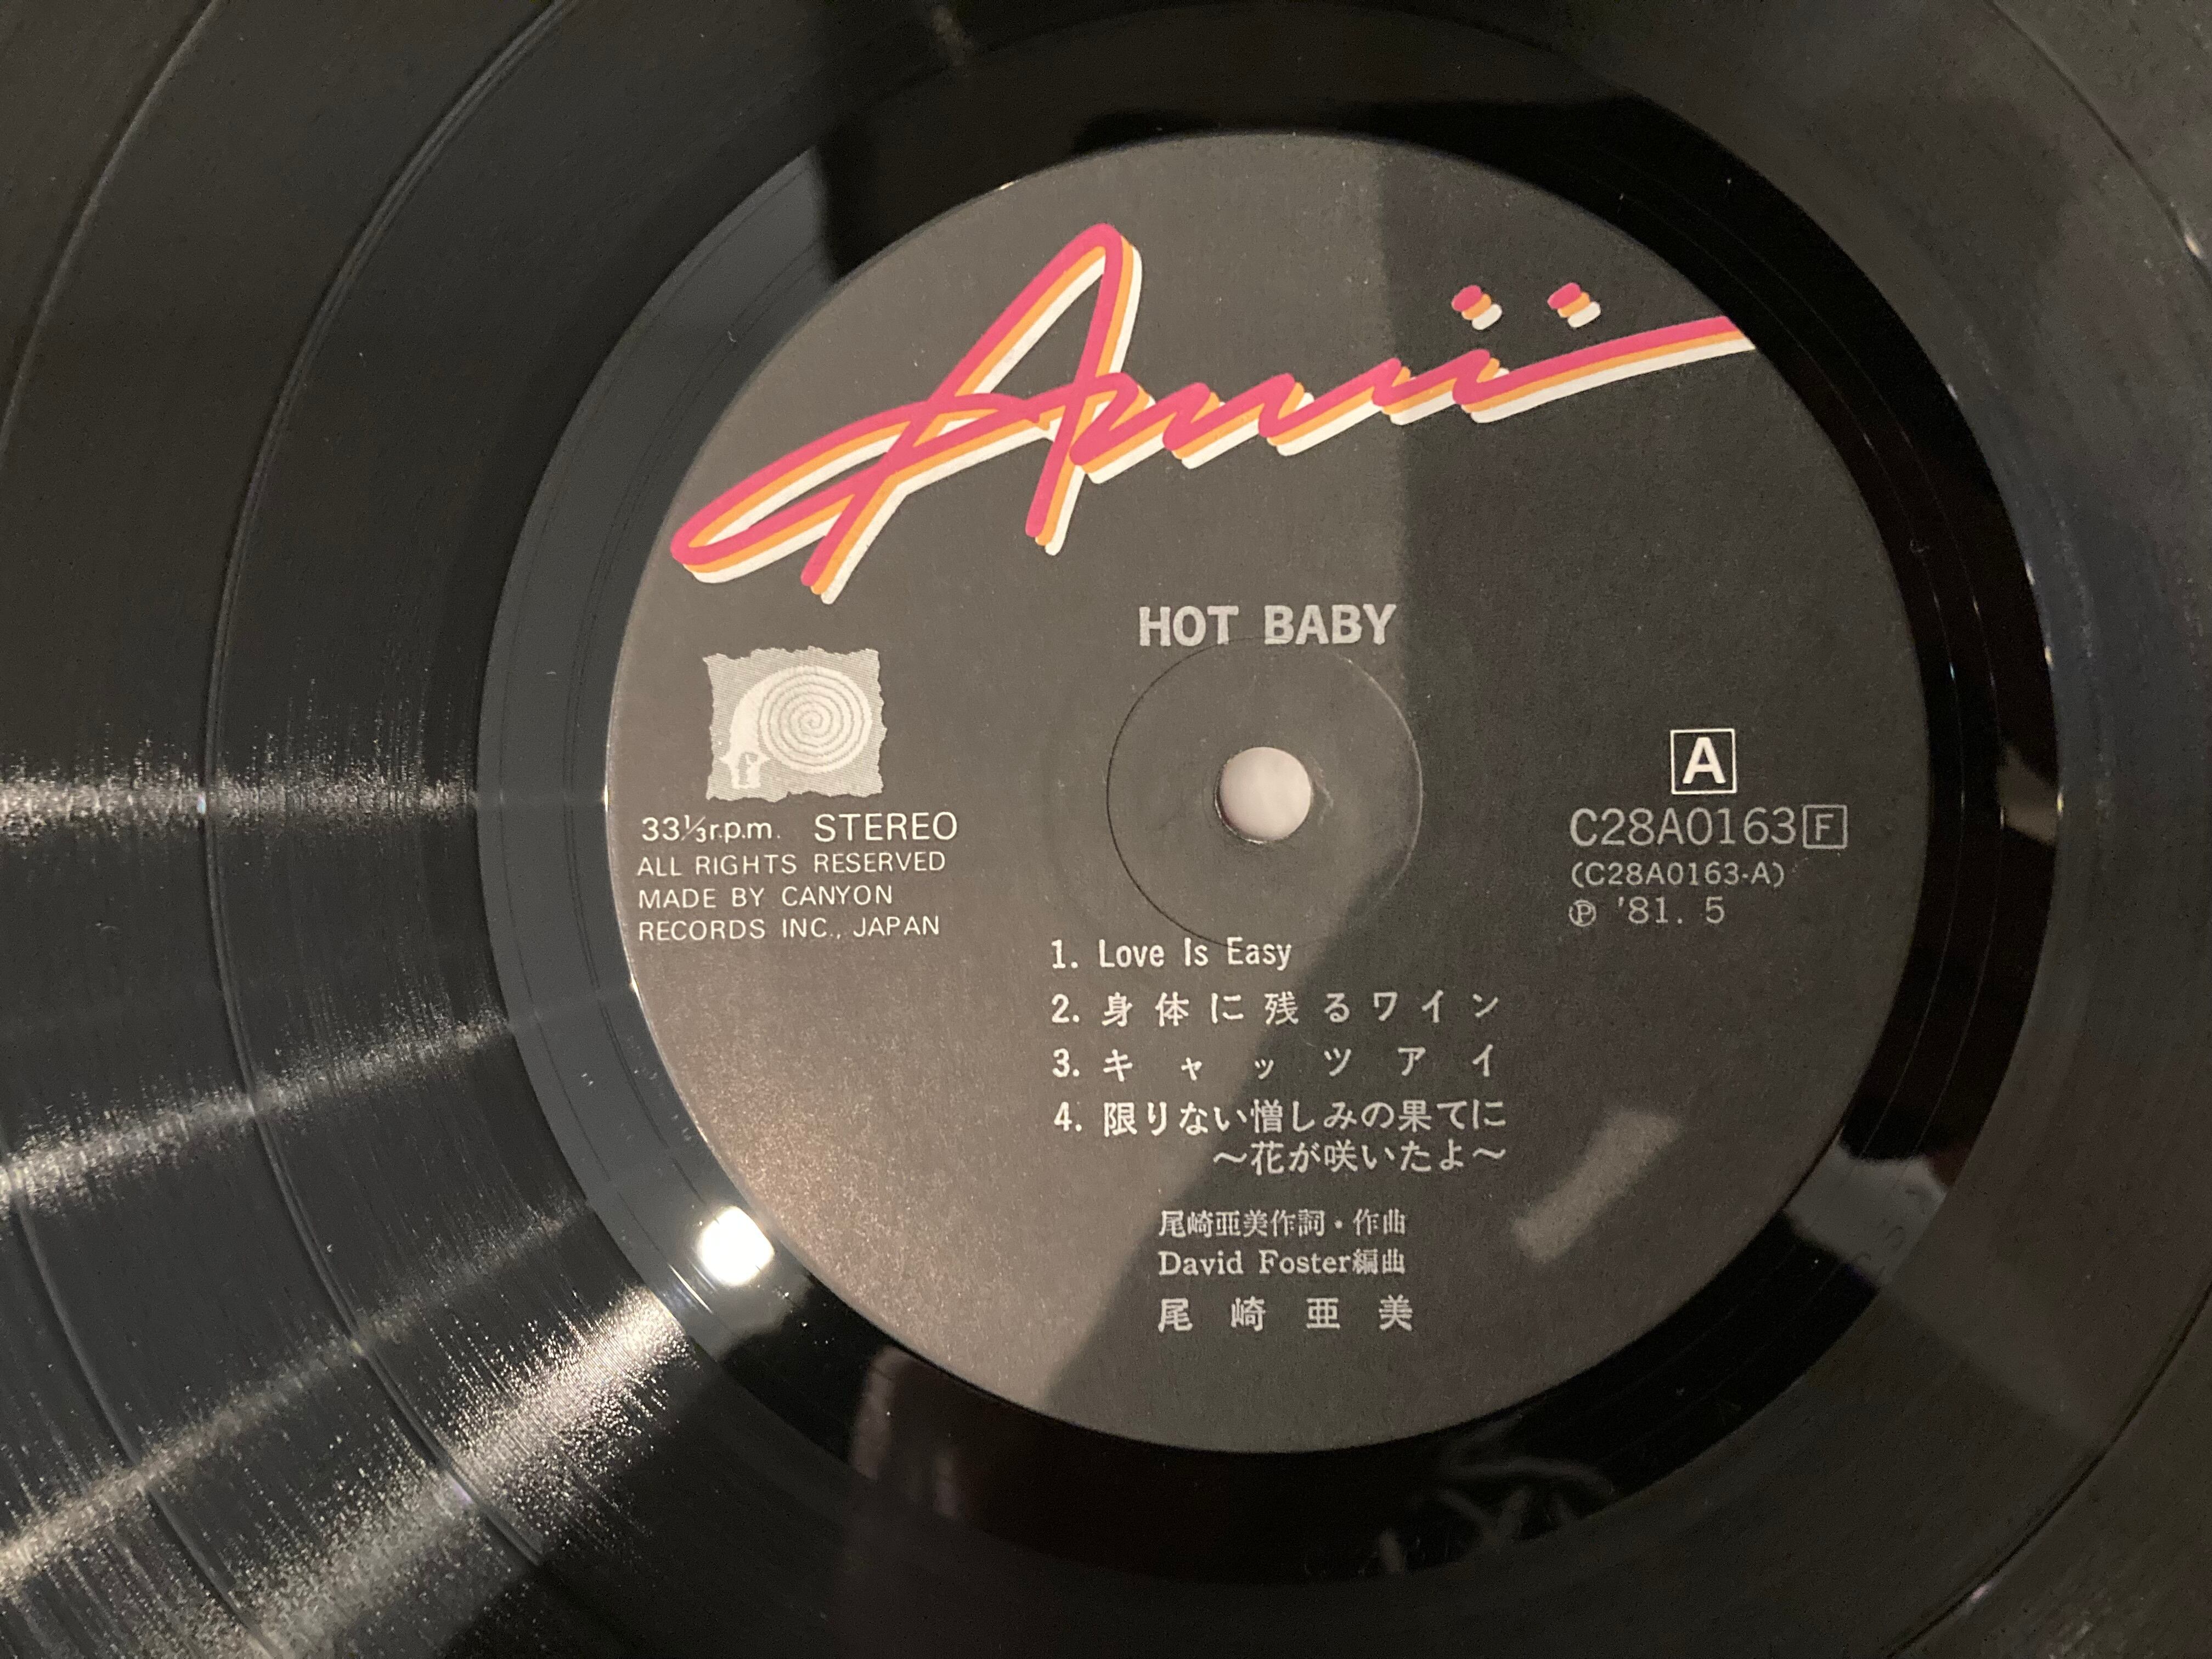 Amii
HOT BABY
33⅓r.p.m. STEREO
ALL RIGHTS RESERVED
MADE BY CANYON
RECORDS INC., JAPAN
A
C28A0163 F
(C28A0163-A)
Ⓟ '81. 5
1. Love Is Easy
2. 身体に残るワイン
3. キャッツアイ
4. 限りない憎しみの果てに
〜花が咲いたよ〜
尾崎亜美作詞・作曲
David Foster編曲
尾崎亜美